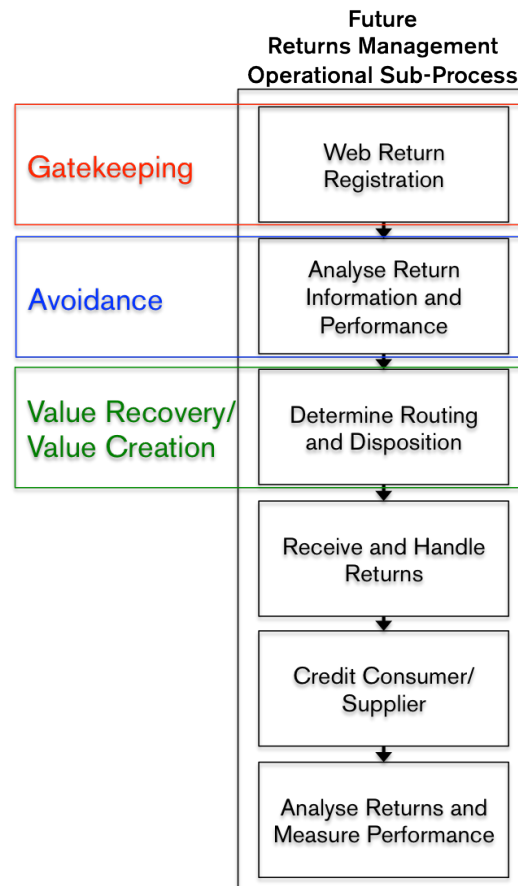 Future
Returns Management
Operational Sub-Process
Gatekeeping
Web Return
Registration
Avoidance
Analyse Return
Information and
Performance
Value Recovery/
Value Creation
Determine Routing
and Disposition
Receive and Handle
Returns
Credit Consumer/
Supplier
Analyse Returns and
Measure Performance